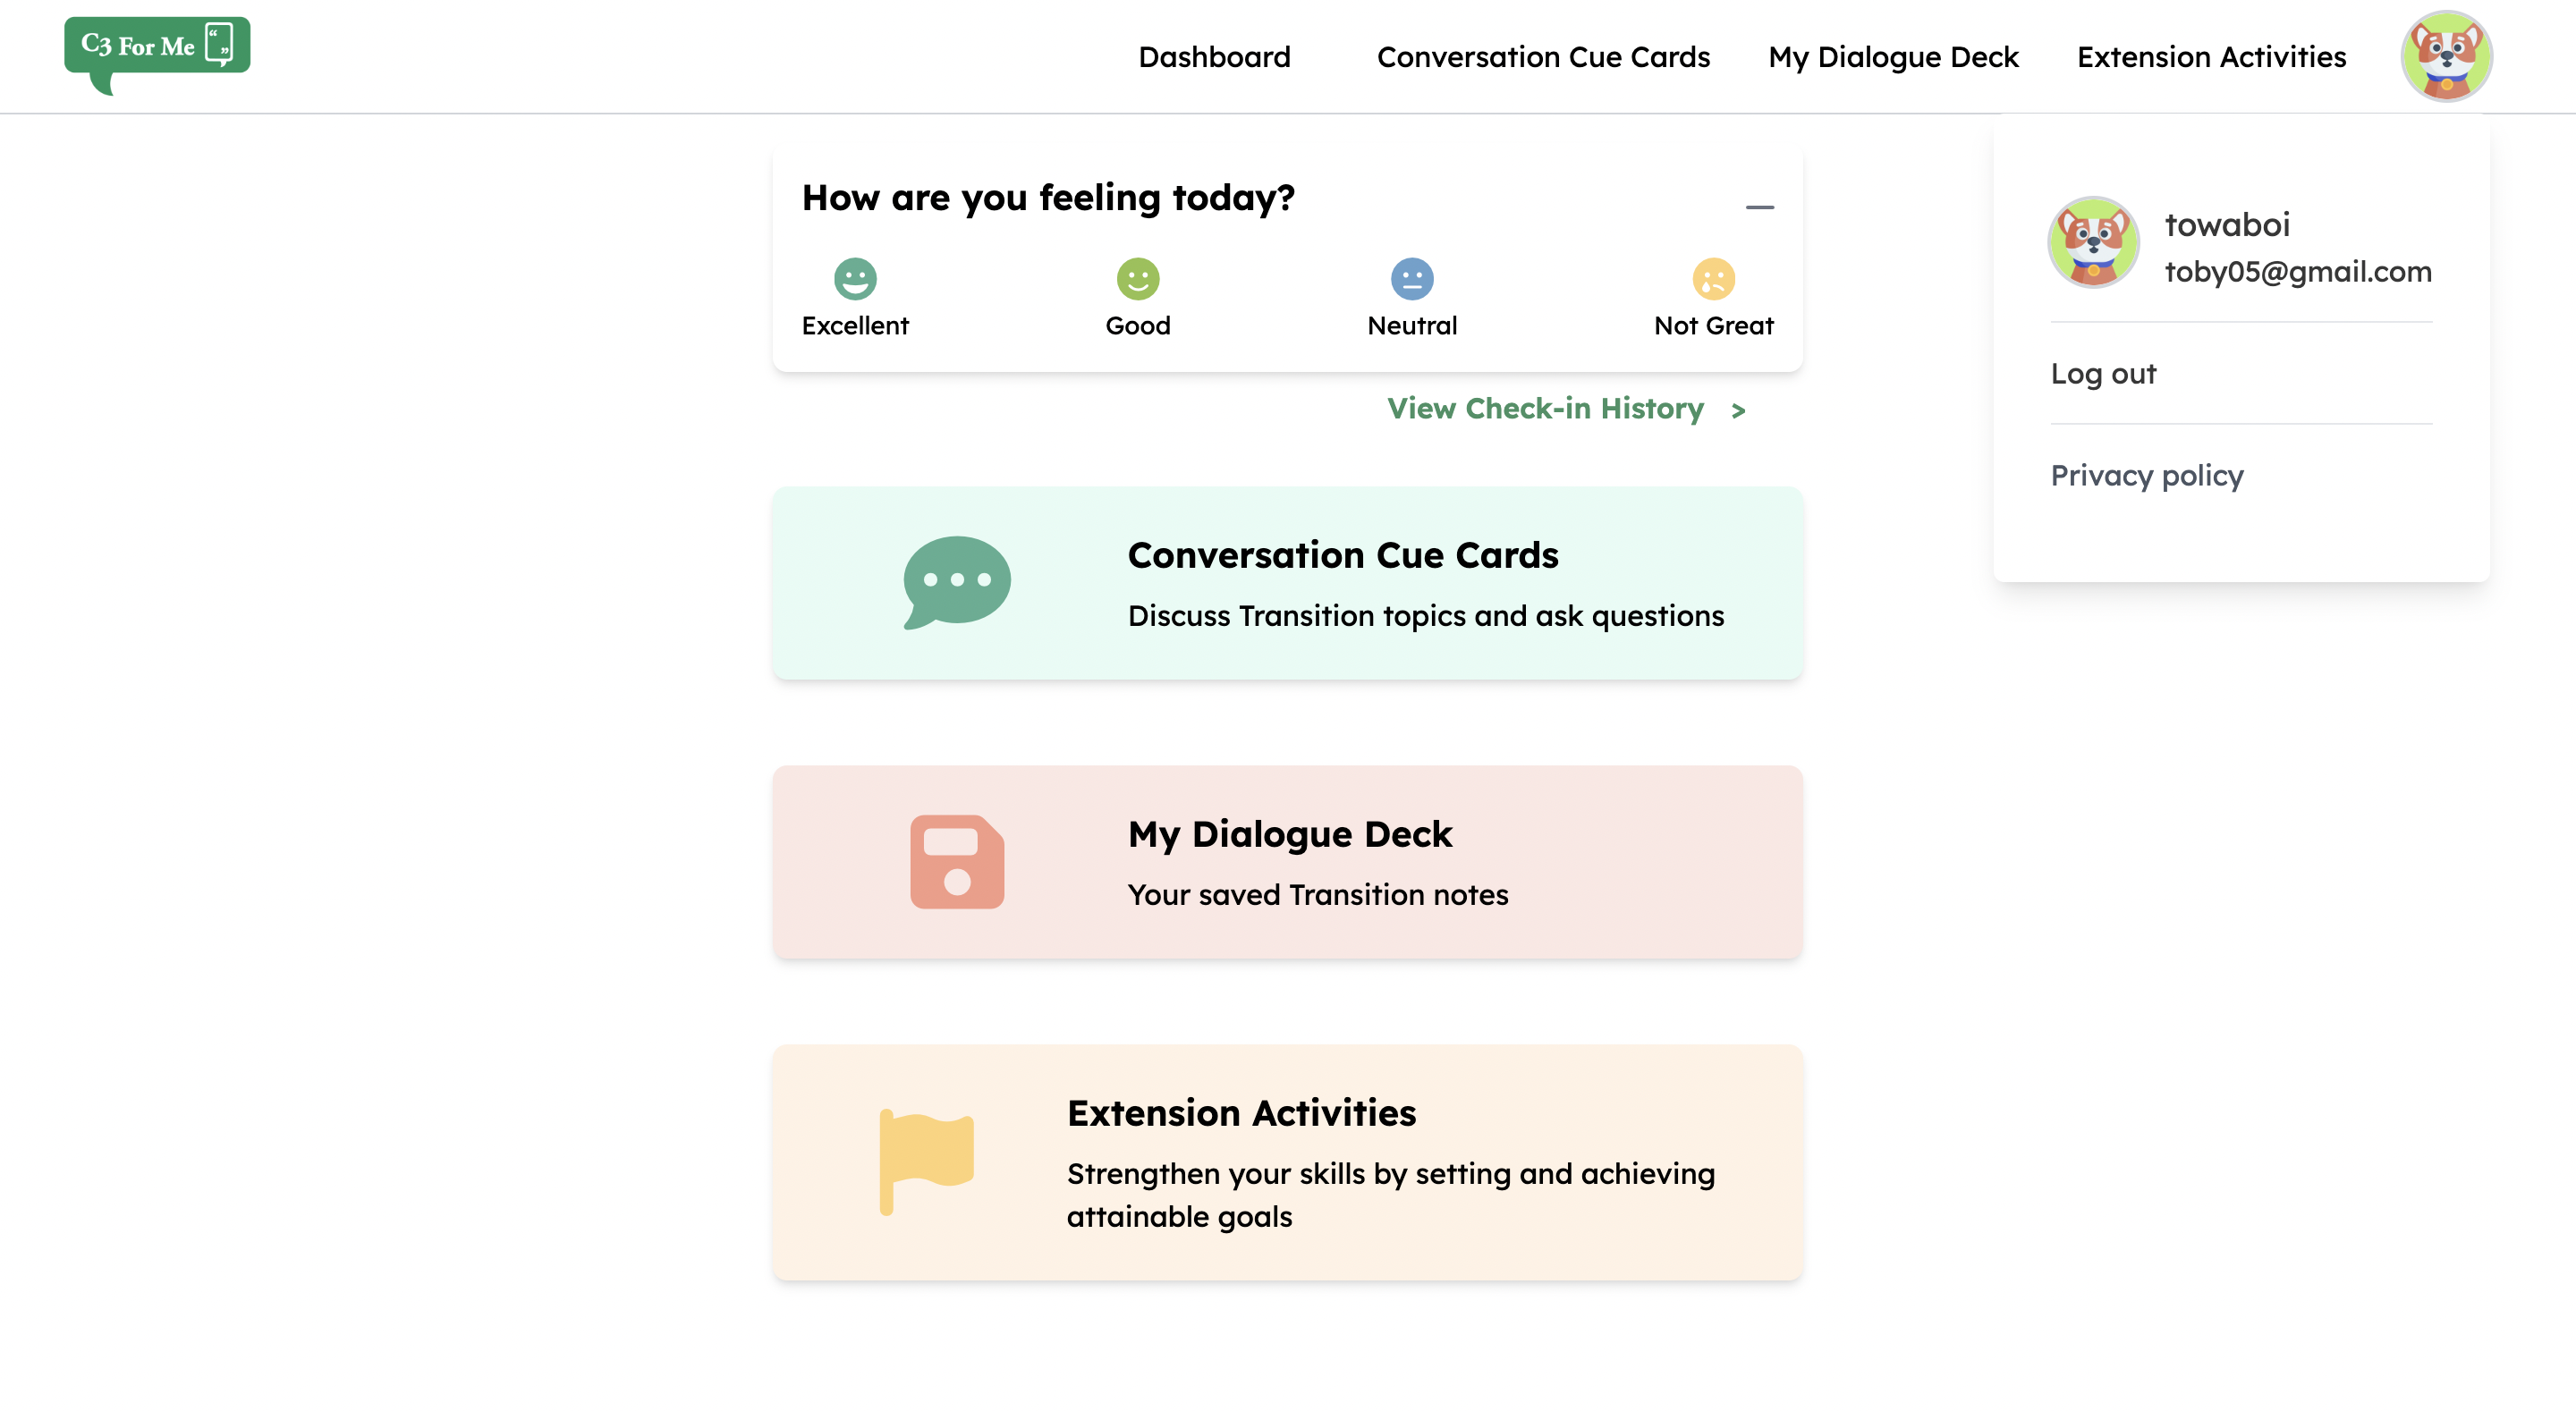 C3 For Me
Dashboard
Conversation Cue Cards
My Dialogue Deck
Extension Activities
How are you feeling today?
Excellent
Good
Neutral
Not Great
View Check-in History >
towaboi
toby05@gmail.com
Log out
Privacy policy
Conversation Cue Cards
Discuss Transition topics and ask questions
My Dialogue Deck
Your saved Transition notes
Extension Activities
Strengthen your skills by setting and achieving
attainable goals